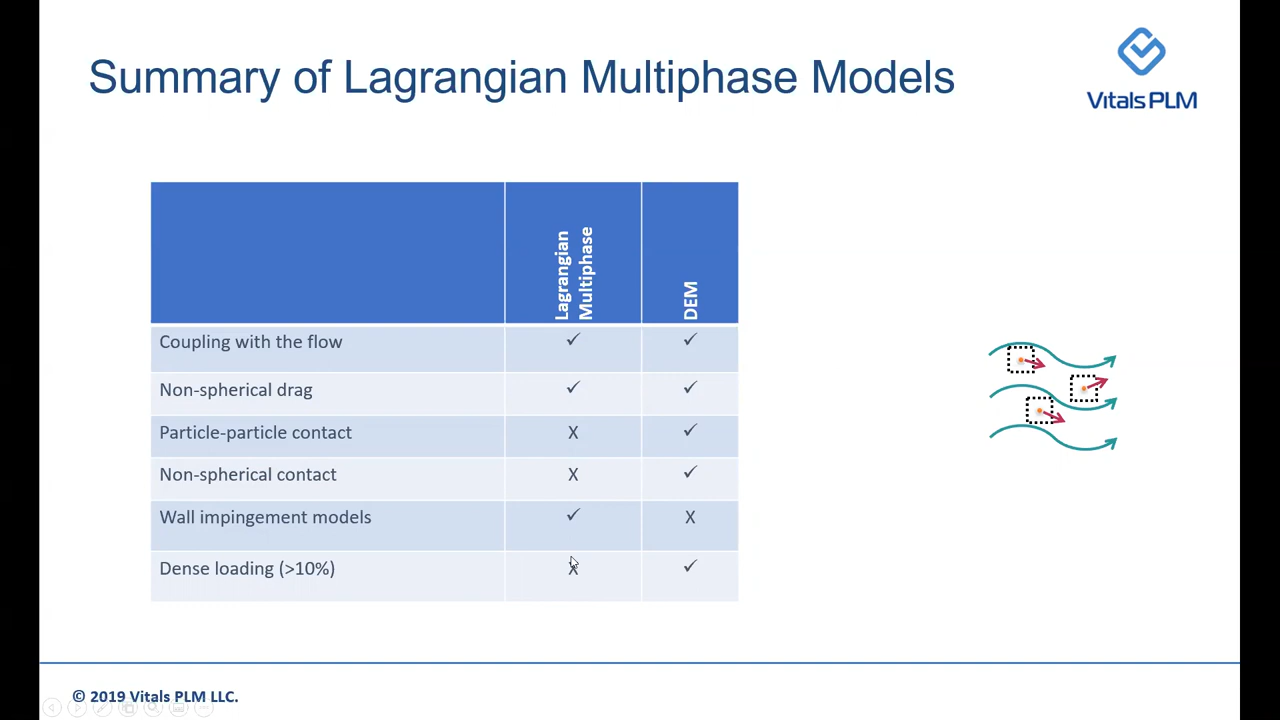 Summary of Lagrangian Multiphase Models
Vitals PLM
Lagrangian
Multiphase
DEM
Coupling with the flow ✓ ✓
Non-spherical drag ✓ ✓
Particle-particle contact X ✓
Non-spherical contact X ✓
Wall impingement models ✓ X
Dense loading (>10%) X ✓
© 2019 Vitals PLM LLC.